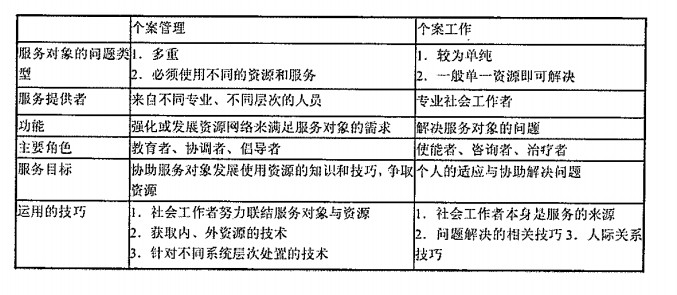 个案管理 个案工作
服务对象的问题类 1．多重 1．较为单纯
型 2．必须使用不同的资源和服务 2．一般单一资源即可解决
服务提供者 来自不同专业、不同层次的人员 专业社会工作者
功能 强化或发展资源网络来满足服务对象的需求 解决服务对象的问题
主要角色 教育者、协调者、倡导者 使能者、咨询者、治疗者
服务目标 协助服务对象发展使用资源的知识和技巧，争取 个人的适应与协助解决问题
资源
运用的技巧 1．社会工作者努力联结服务对象与资源 1．社会工作者本身是服务的来源
2．获取内、外资源的技术 2．问题解决的相关技巧 3．人际关系
3．针对不同系统层次处置的技术 技巧